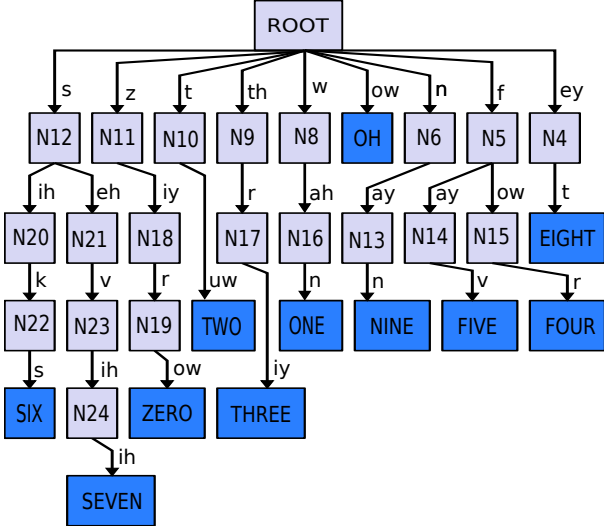 ROOT
s z t th w ow n f ey
N12 N11 N10 N9 N8 OH N6 N5 N4
ih eh iy r ah ay ay ow t
N20 N21 N18 N17 N16 N13 N14 N15 EIGHT
k v r uw n n v r
N22 N23 N19 TWO ONE NINE FIVE FOUR
s ih ow iy
SIX N24 ZERO THREE
ih
SEVEN